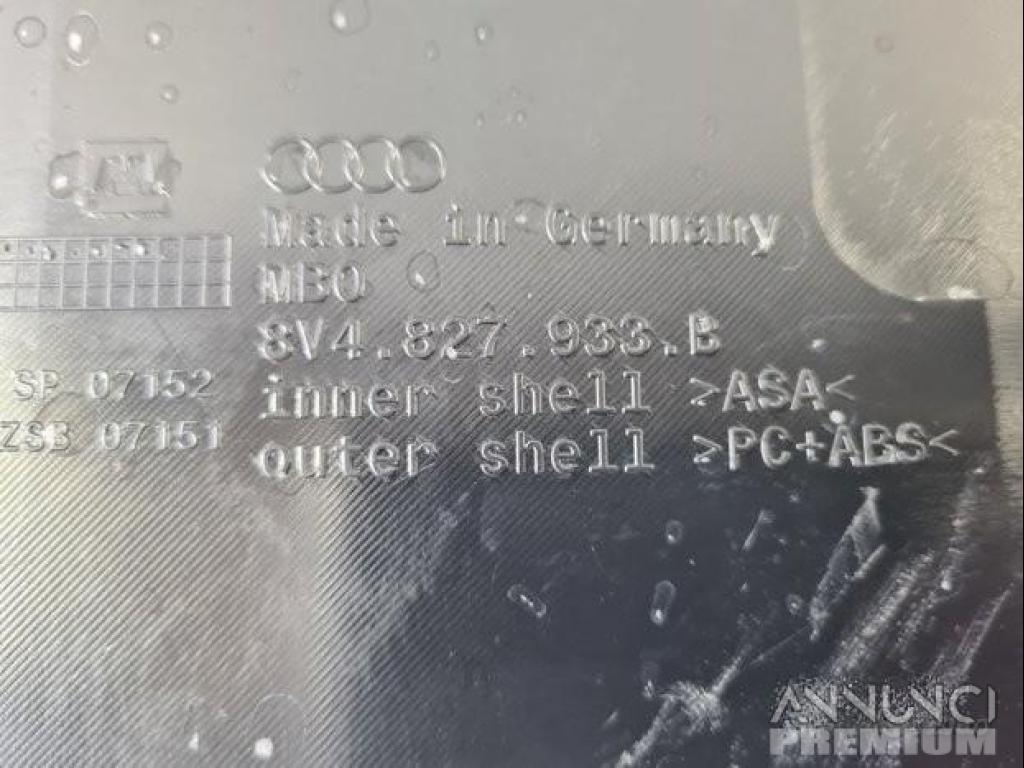 Made in Germany
MBO
8V4.827.933.B
SP 07152
inner shell >ASA<
ZSB 07151
outer shell >PC+ABS<
ANNUNCI
PREMIUM